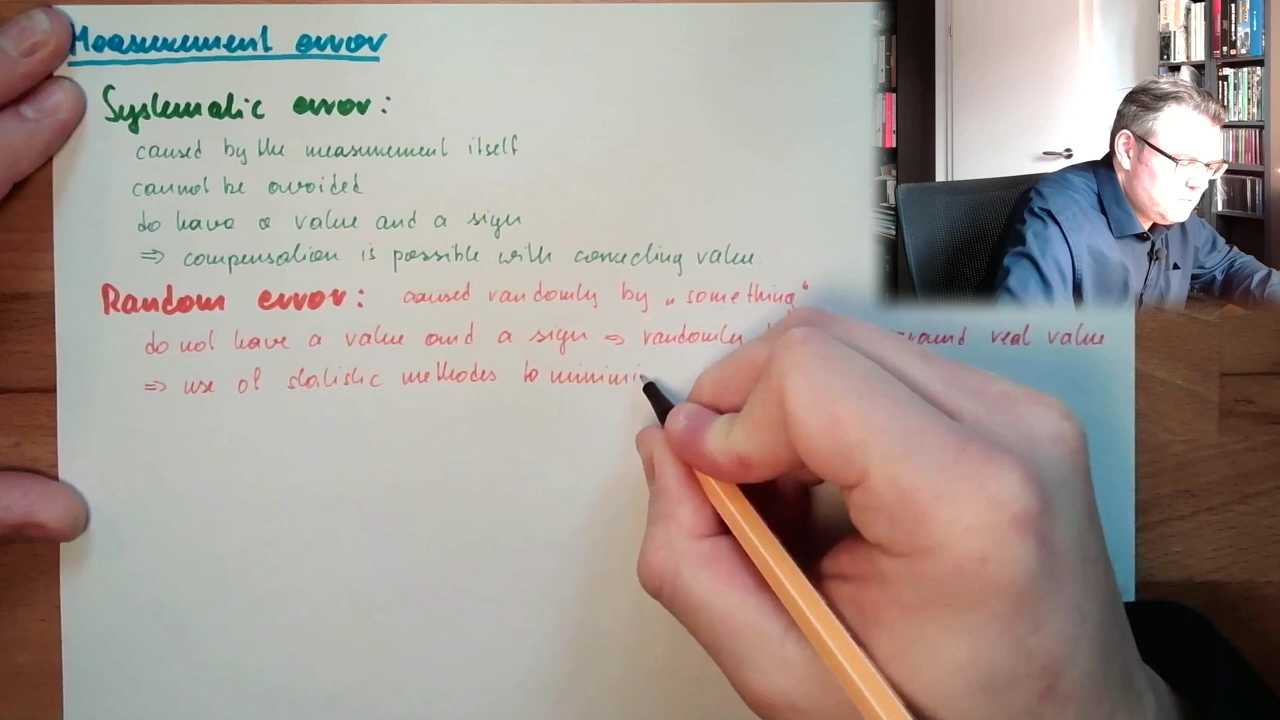 Measurement error
Systematic error:
caused by the measurement itself
cannot be avoided
do have a value and a sign
⇒ compensation is possible with correcting value
Random error: caused randomly by „something“
do not have a value and a sign ⇒ randomly around real value
⇒ use of statistic methodes to minimi